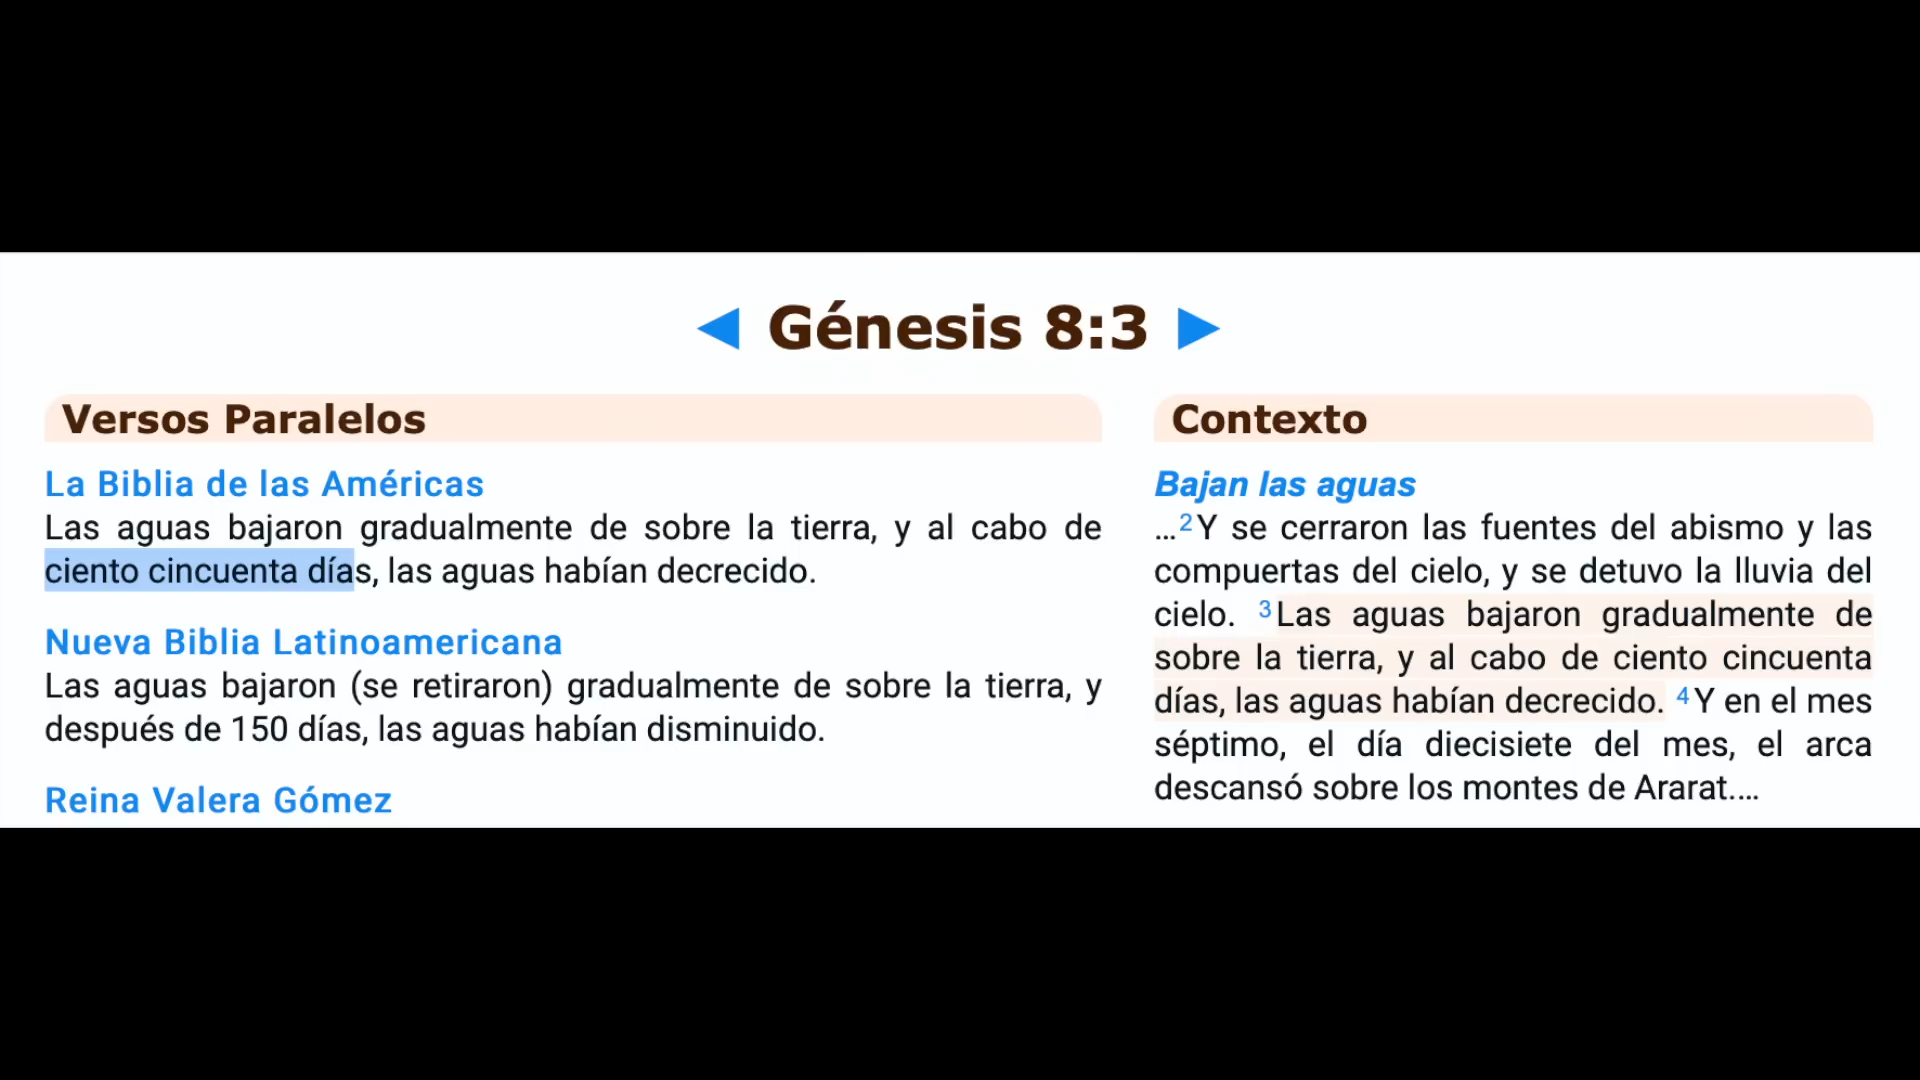 ◄ Génesis 8:3 ►
Versos Paralelos
La Biblia de las Américas
Las aguas bajaron gradualmente de sobre la tierra, y al cabo de
ciento cincuenta días, las aguas habían decrecido.
Nueva Biblia Latinoamericana
Las aguas bajaron (se retiraron) gradualmente de sobre la tierra, y
después de 150 días, las aguas habían disminuido.
Reina Valera Gómez
Contexto
Bajan las aguas
…2Y se cerraron las fuentes del abismo y las
compuertas del cielo, y se detuvo la lluvia del
cielo. 3Las aguas bajaron gradualmente de
sobre la tierra, y al cabo de ciento cincuenta
días, las aguas habían decrecido. 4Y en el mes
séptimo, el día diecisiete del mes, el arca
descansó sobre los montes de Ararat.…